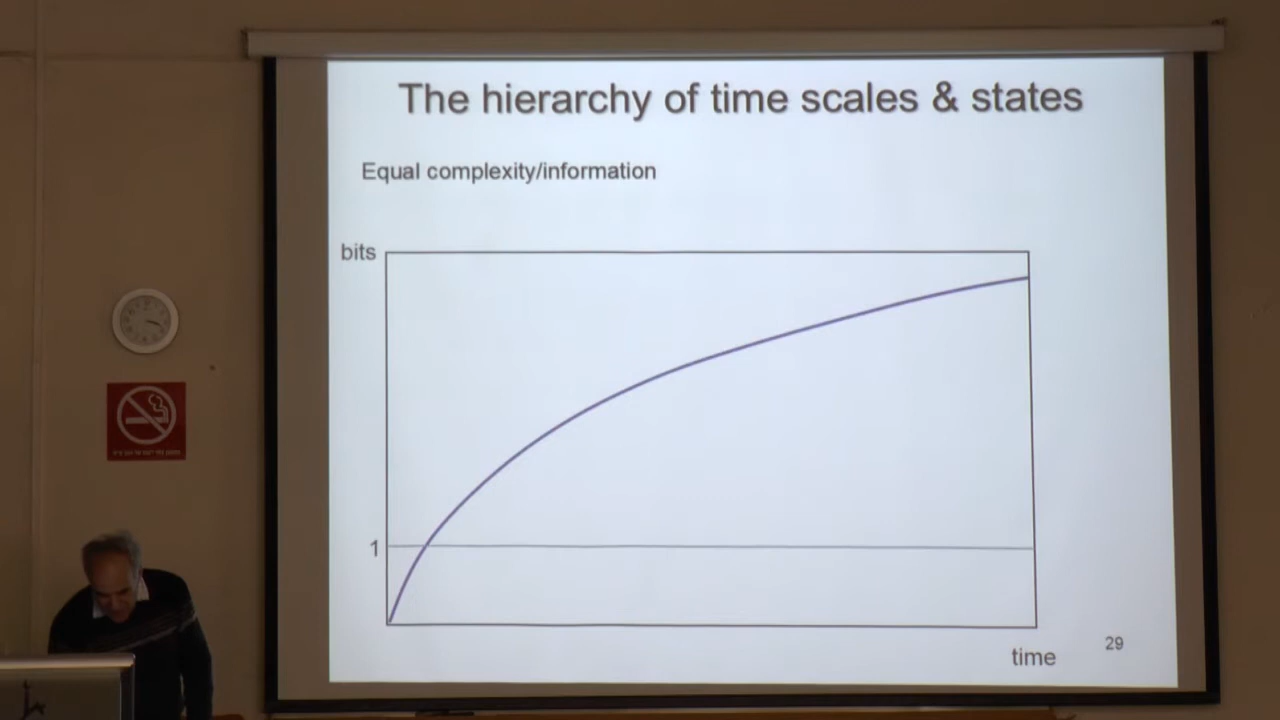 The hierarchy of time scales & states
Equal complexity/information
bits
1
time
29